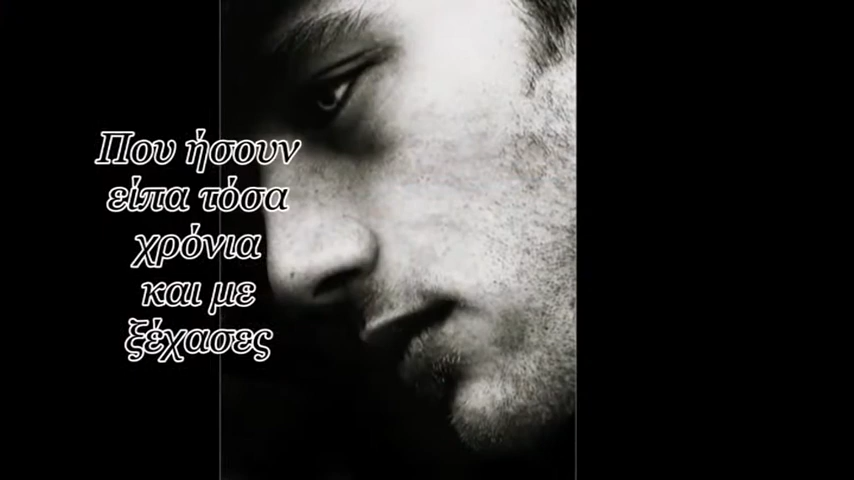 Που ήσουν
είπα τόσα
χρόνια
και με
ξέχασες